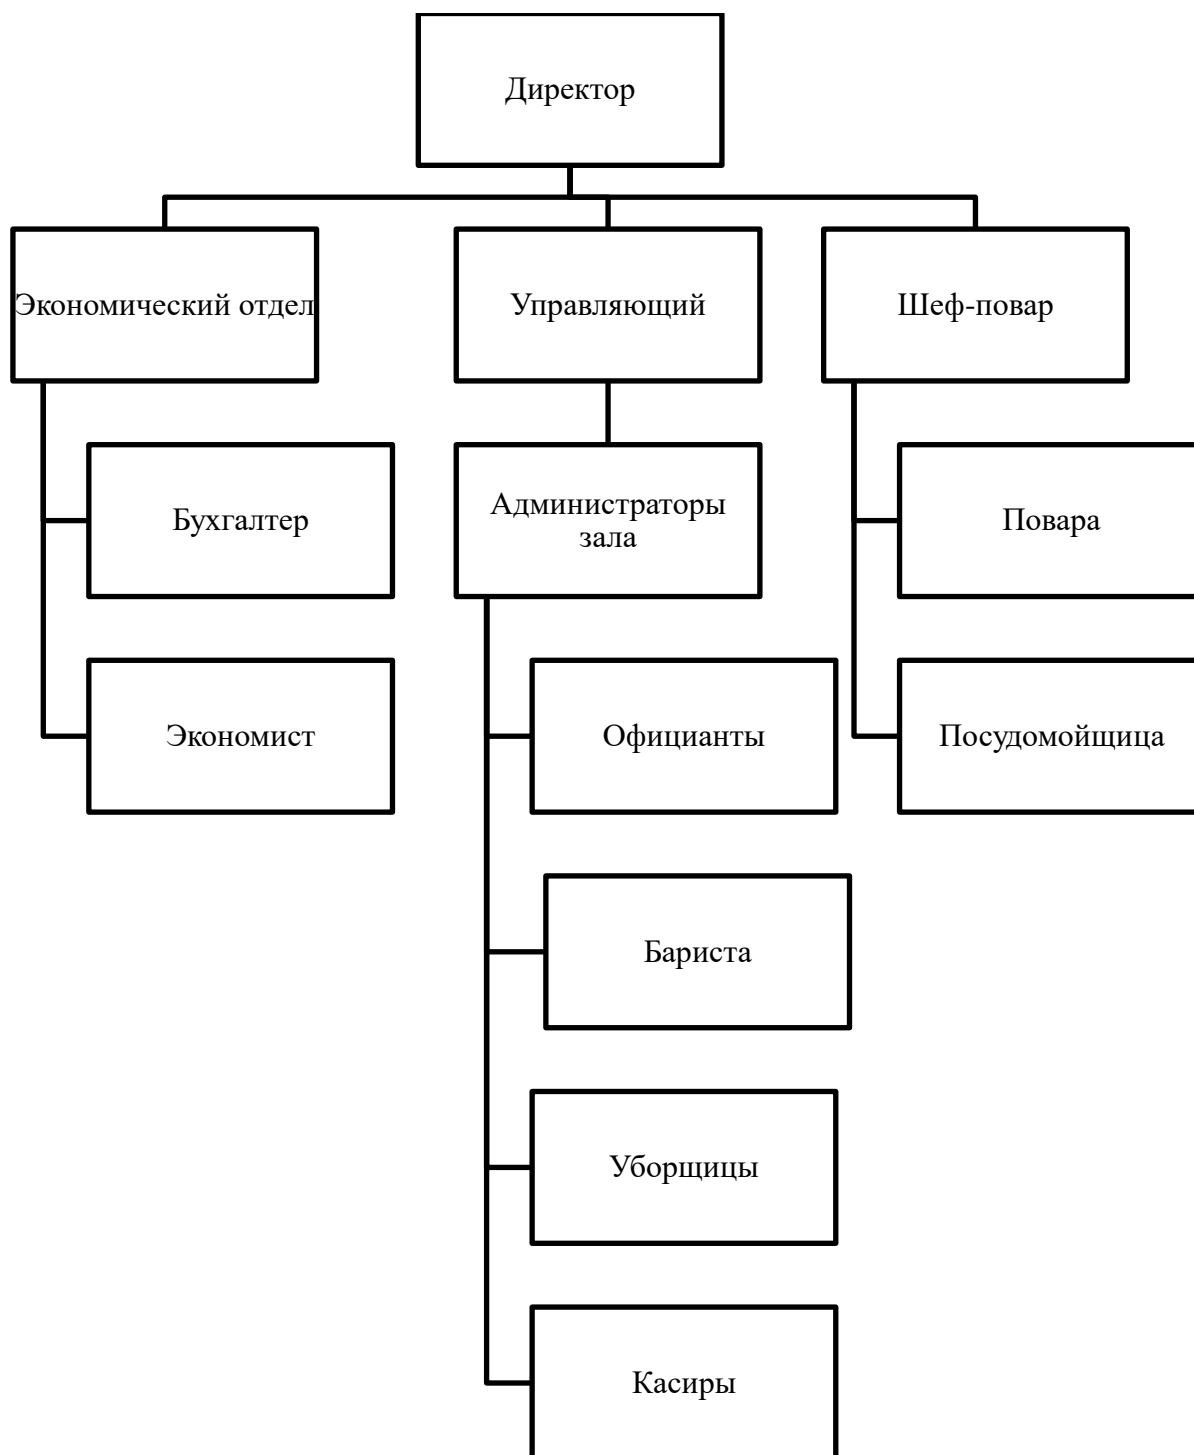 Директор
Экономический отдел
Управляющий
Шеф-повар
Бухгалтер
Администраторы
зала
Повара
Экономист
Официанты
Посудомойщица
Бариста
Уборщицы
Касиры